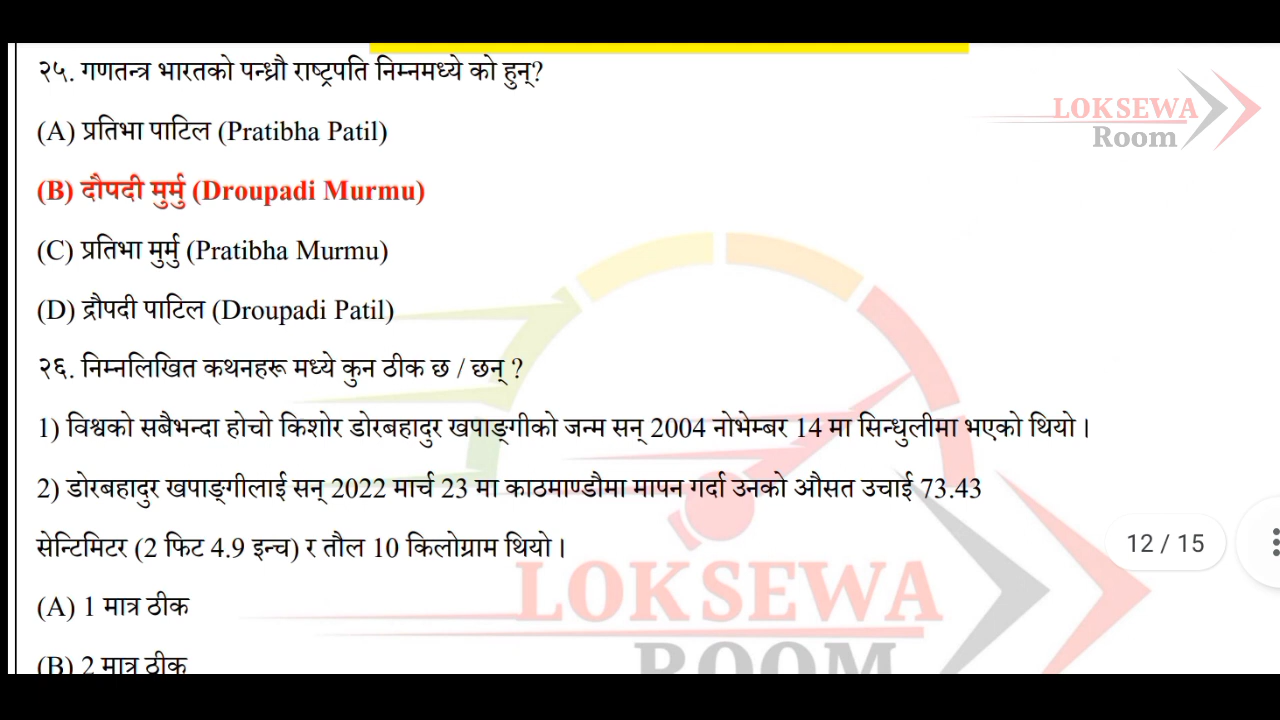 २५. गणतन्त्र भारतको पन्ध्रौ राष्ट्रपति निम्नमध्ये को हुन्?
LOKSEWA
Room
(A) प्रतिभा पाटिल (Pratibha Patil)
(B) दौपदी मुर्मु (Droupadi Murmu)
(C) प्रतिभा मुर्मु (Pratibha Murmu)
(D) द्रौपदी पाटिल (Droupadi Patil)
२६. निम्नलिखित कथनहरू मध्ये कुन ठीक छ / छन् ?
1) विश्वको सबैभन्दा होचो किशोर डोरबहादुर खपाङ्गीको जन्म सन् 2004 नोभेम्बर 14 मा सिन्धुलीमा भएको थियो।
2) डोरबहादुर खपाङ्गीलाई सन् 2022 मार्च 23 मा काठमाण्डौमा मापन गर्दा उनको औसत उचाई 73.43
सेन्टिमिटर (2 फिट 4.9 इन्च) र तौल 10 किलोग्राम थियो।
12 / 15
(A) 1 मात्र ठीक
LOKSEWA
(B) 2 मात्र ठीक
ROOM